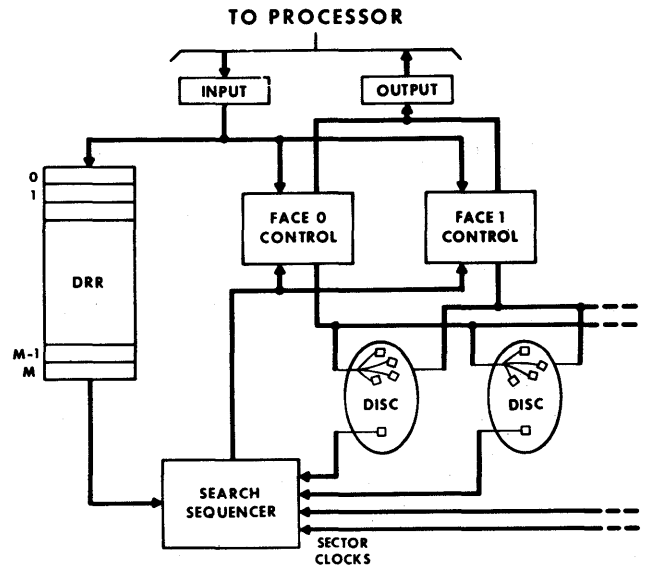 TO PROCESSOR
INPUT
OUTPUT
0
1
FACE 0
CONTROL
FACE 1
CONTROL
DRR
M-1
M
DISC
DISC
SEARCH
SEQUENCER
SECTOR
CLOCKS